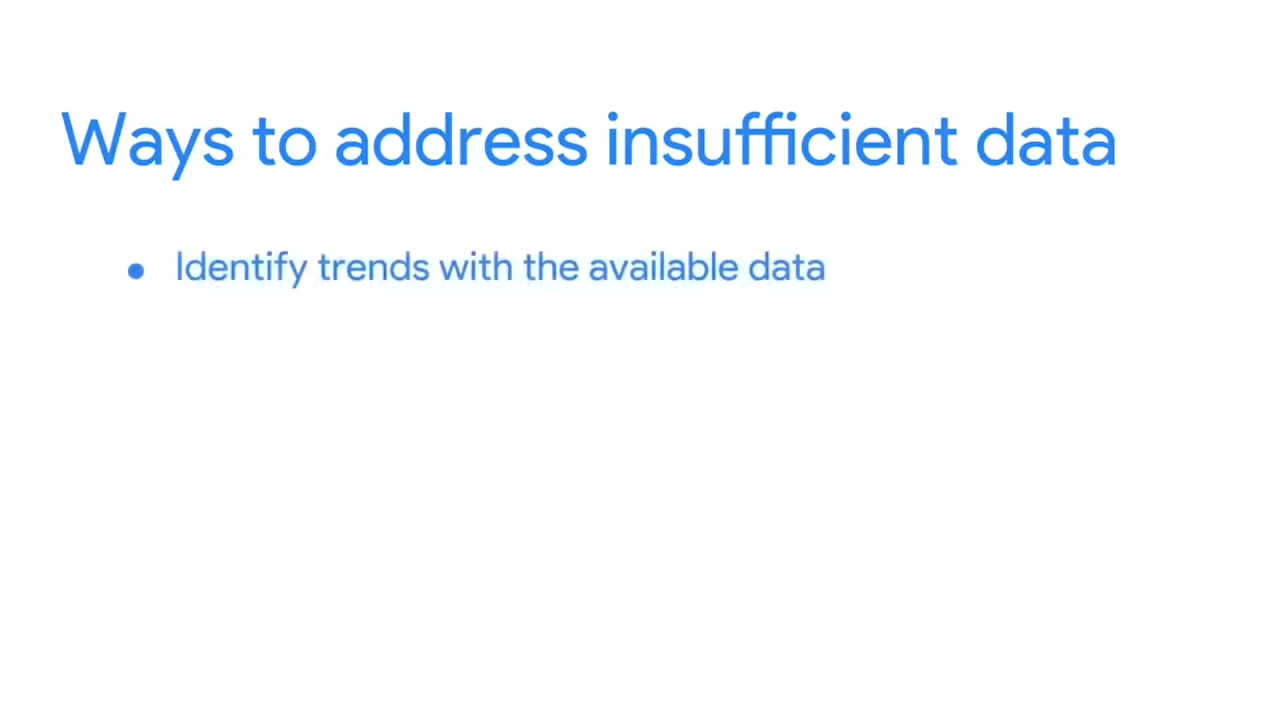 Ways to address insufficient data
• Identify trends with the available data